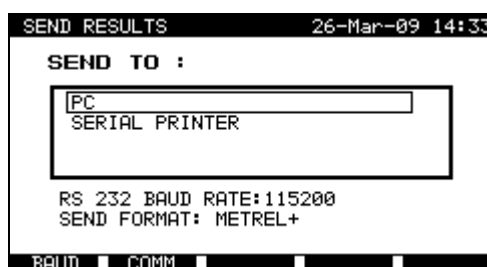 SEND RESULTS 26-Mar-09 14:33
SEND TO :
PC
SERIAL PRINTER
RS 232 BAUD RATE:115200
SEND FORMAT: METREL+
BAUD COMM